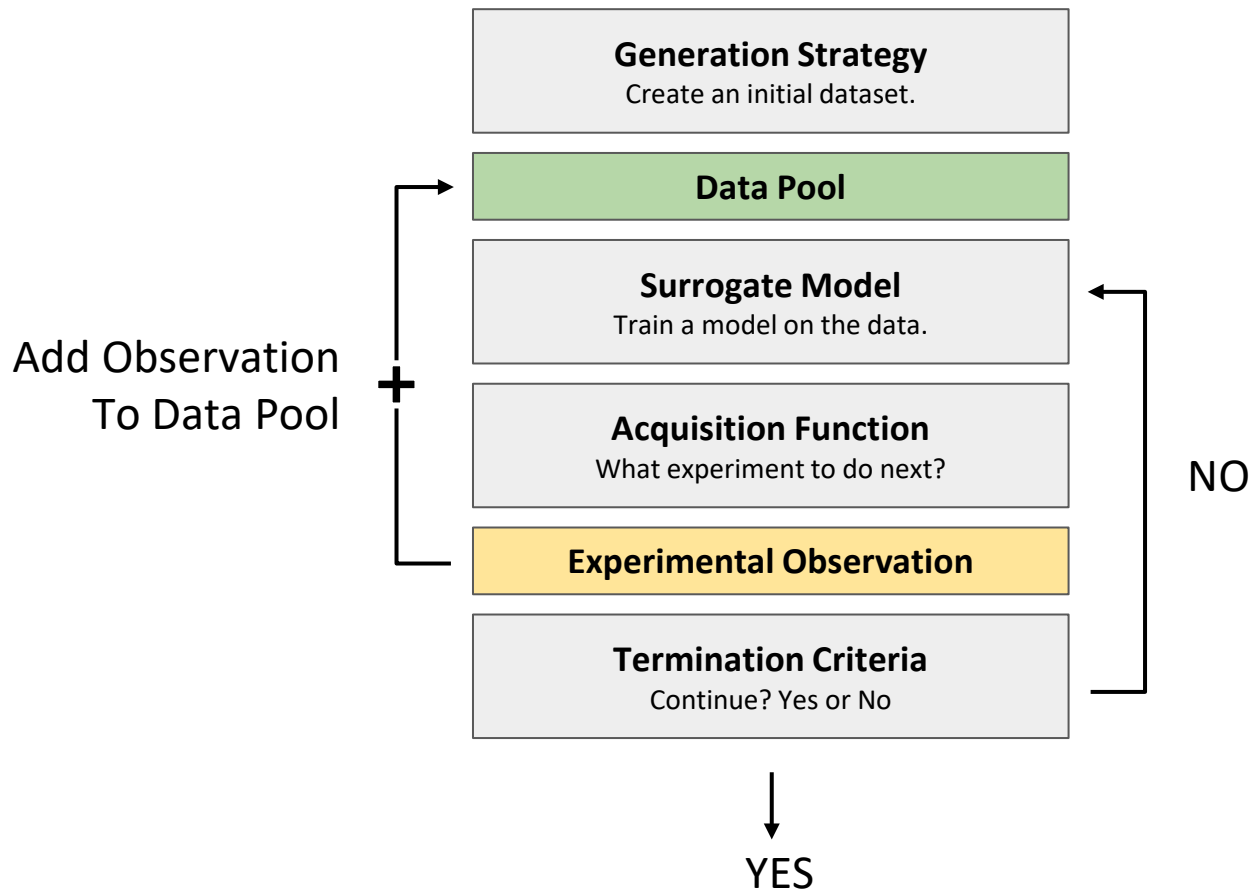 Generation Strategy
Create an initial dataset.
Data Pool
Surrogate Model
Train a model on the data.
Add Observation
To Data Pool
+
Acquisition Function
What experiment to do next?
NO
Experimental Observation
Termination Criteria
Continue? Yes or No
YES